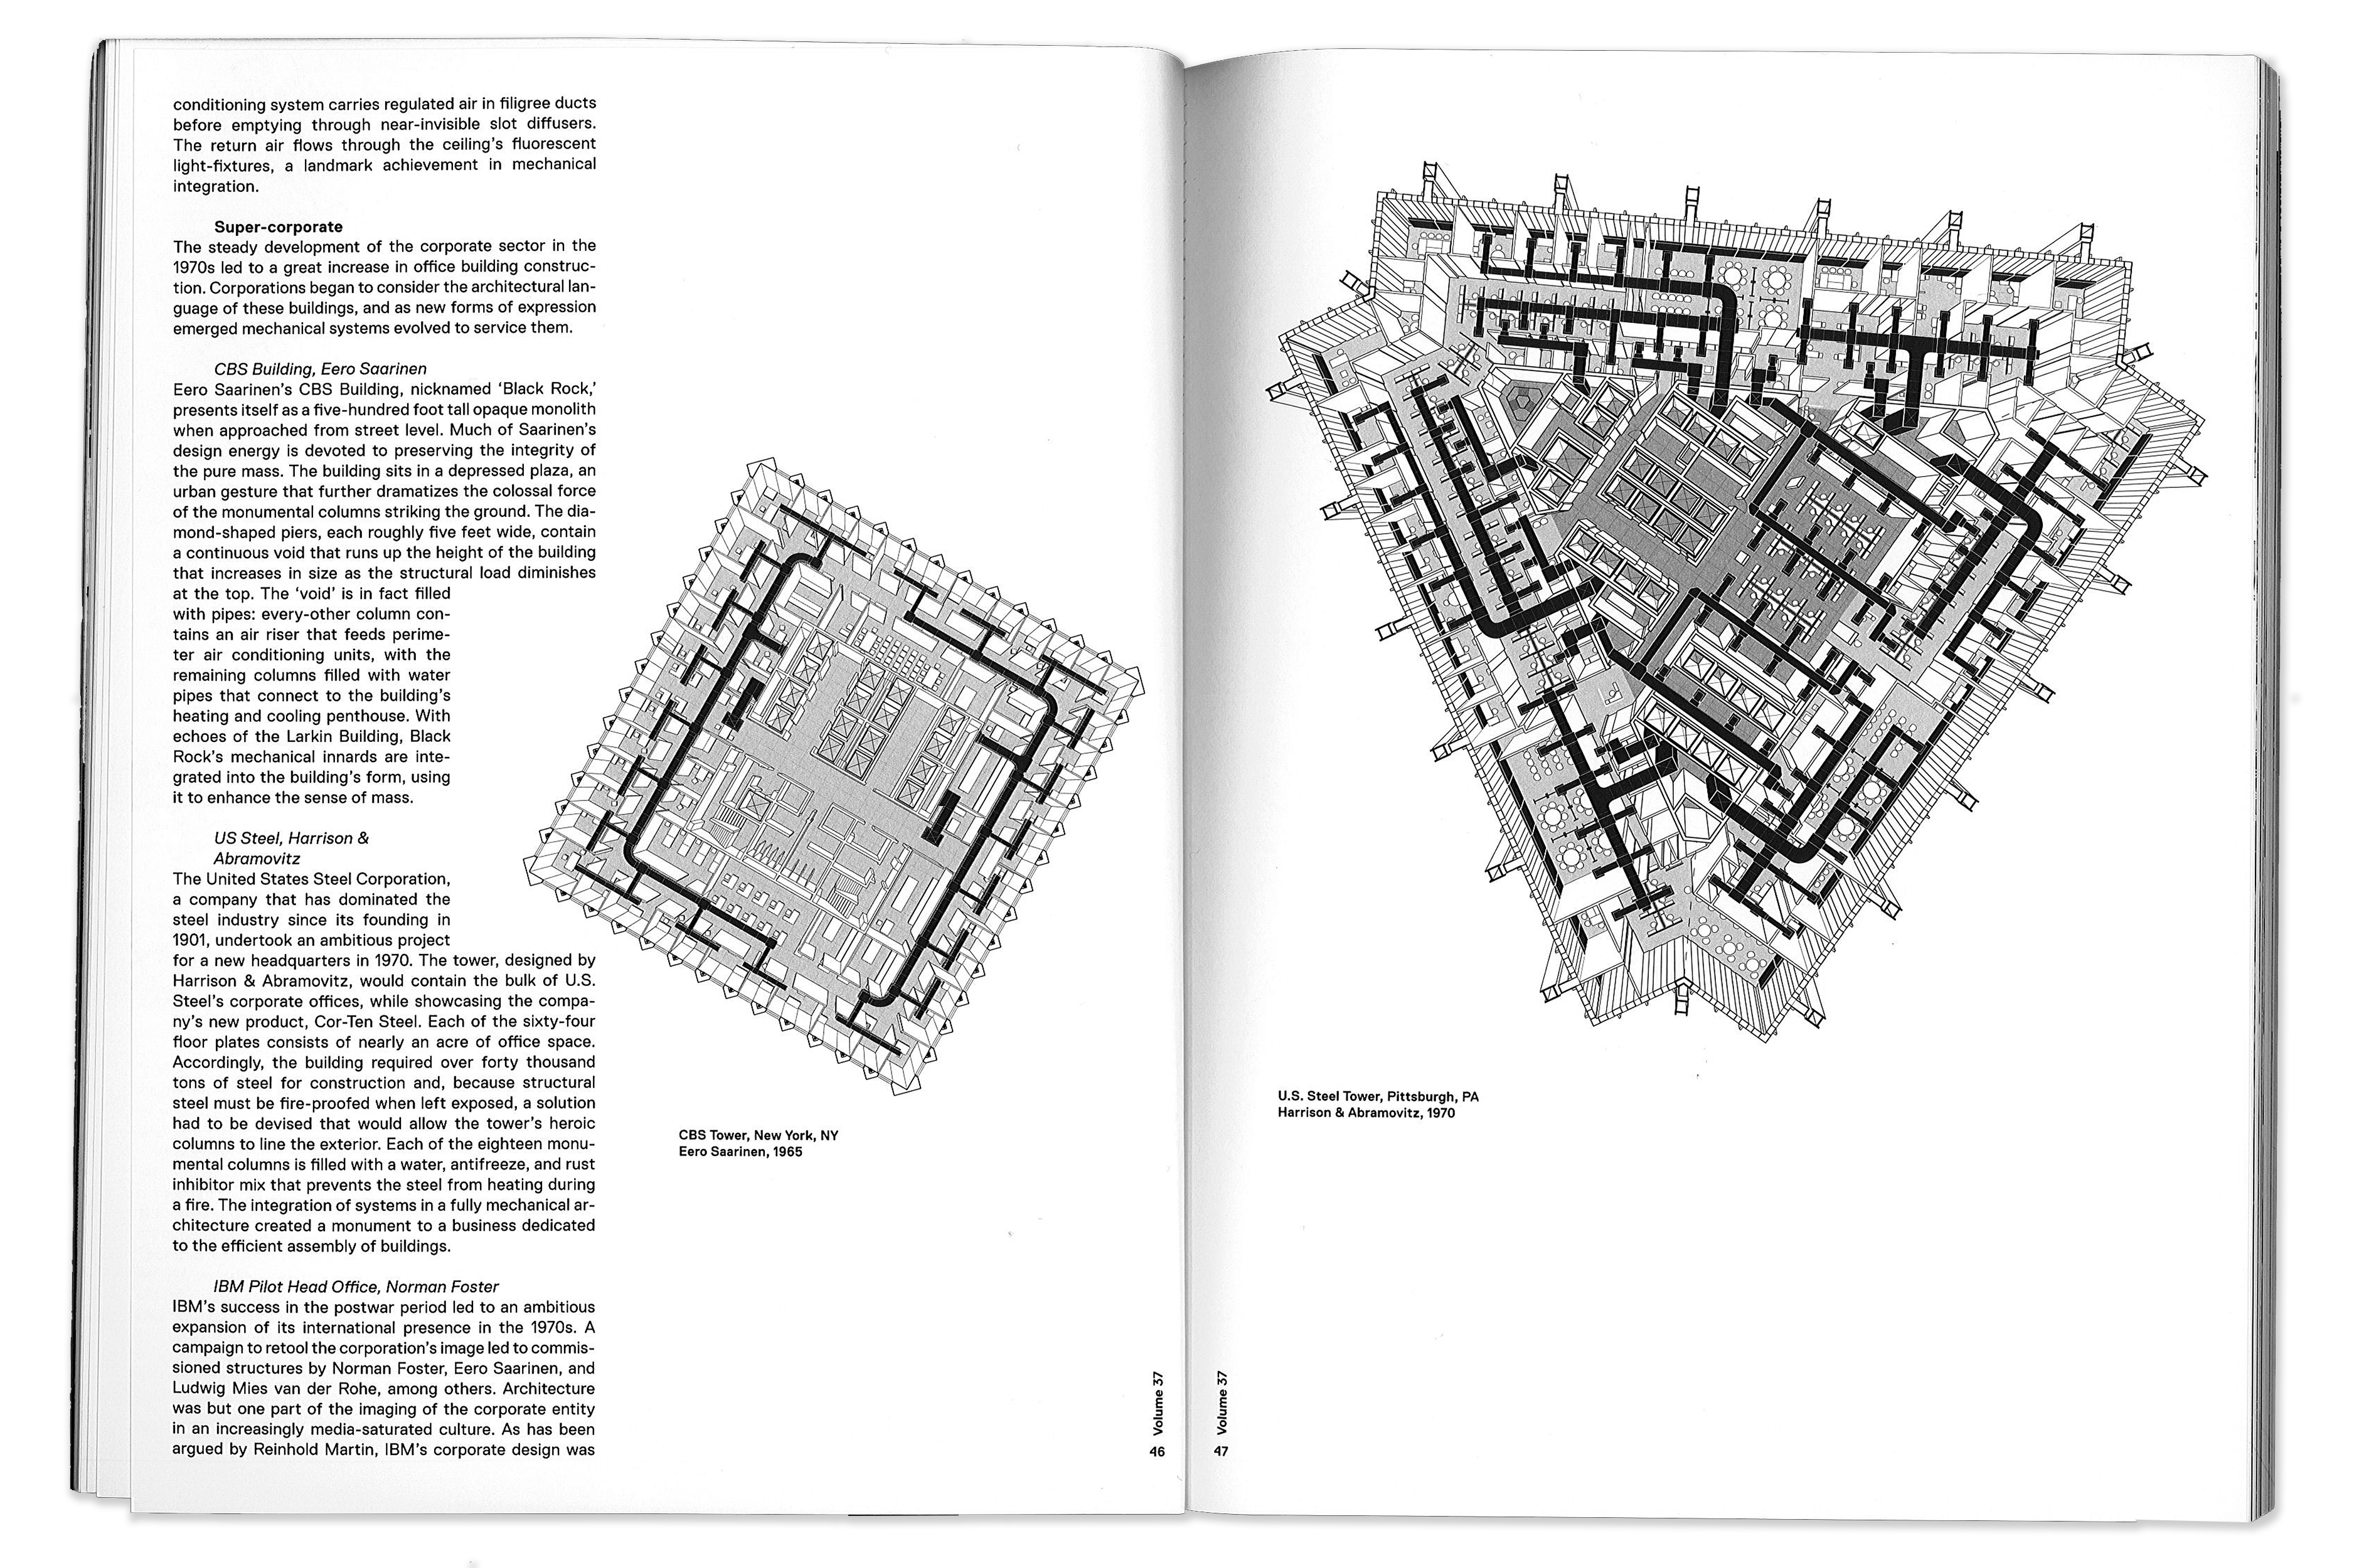 conditioning system carries regulated air in filigree ducts
before emptying through near-invisible slot diffusers.
The return air flows through the ceiling’s fluorescent
light-fixtures, a landmark achievement in mechanical
integration.
Super-corporate
The steady development of the corporate sector in the
1970s led to a great increase in office building construc-
tion. Corporations began to consider the architectural lan-
guage of these buildings, and as new forms of expression
emerged mechanical systems evolved to service them.
CBS Building, Eero Saarinen
Eero Saarinen’s CBS Building, nicknamed ‘Black Rock,’
presents itself as a five-hundred foot tall opaque monolith
when approached from street level. Much of Saarinen’s
design energy is devoted to preserving the integrity of
the pure mass. The building sits in a depressed plaza, an
urban gesture that further dramatizes the colossal force
of the monumental columns striking the ground. The dia-
mond-shaped piers, each roughly five feet wide, contain
a continuous void that runs up the height of the building
that increases in size as the structural load diminishes
at the top. The ‘void’ is in fact filled
with pipes: every-other column con-
tains an air riser that feeds perime-
ter air conditioning units, with the
remaining columns filled with water
pipes that connect to the building’s
heating and cooling penthouse. With
echoes of the Larkin Building, Black
Rock’s mechanical innards are inte-
grated into the building’s form, using
it to enhance the sense of mass.
US Steel, Harrison &
Abramovitz
The United States Steel Corporation,
a company that has dominated the
steel industry since its founding in
1901, undertook an ambitious project
for a new headquarters in 1970. The tower, designed by
Harrison & Abramovitz, would contain the bulk of U.S.
Steel’s corporate offices, while showcasing the compa-
ny’s new product, Cor-Ten Steel. Each of the sixty-four
floor plates consists of nearly an acre of office space.
Accordingly, the building required over forty thousand
tons of steel for construction and, because structural
steel must be fire-proofed when left exposed, a solution
had to be devised that would allow the tower’s heroic
columns to line the exterior. Each of the eighteen monu-
mental columns is filled with a water, antifreeze, and rust
inhibitor mix that prevents the steel from heating during
a fire. The integration of systems in a fully mechanical ar-
chitecture created a monument to a business dedicated
to the efficient assembly of buildings.
IBM Pilot Head Office, Norman Foster
IBM’s success in the postwar period led to an ambitious
expansion of its international presence in the 1970s. A
campaign to retool the corporation’s image led to commis-
sioned structures by Norman Foster, Eero Saarinen, and
Ludwig Mies van der Rohe, among others. Architecture
was but one part of the imaging of the corporate entity
in an increasingly media-saturated culture. As has been
argued by Reinhold Martin, IBM’s corporate design was
CBS Tower, New York, NY
Eero Saarinen, 1965
Volume 37
46
U.S. Steel Tower, Pittsburgh, PA
Harrison & Abramovitz, 1970
Volume 37
47